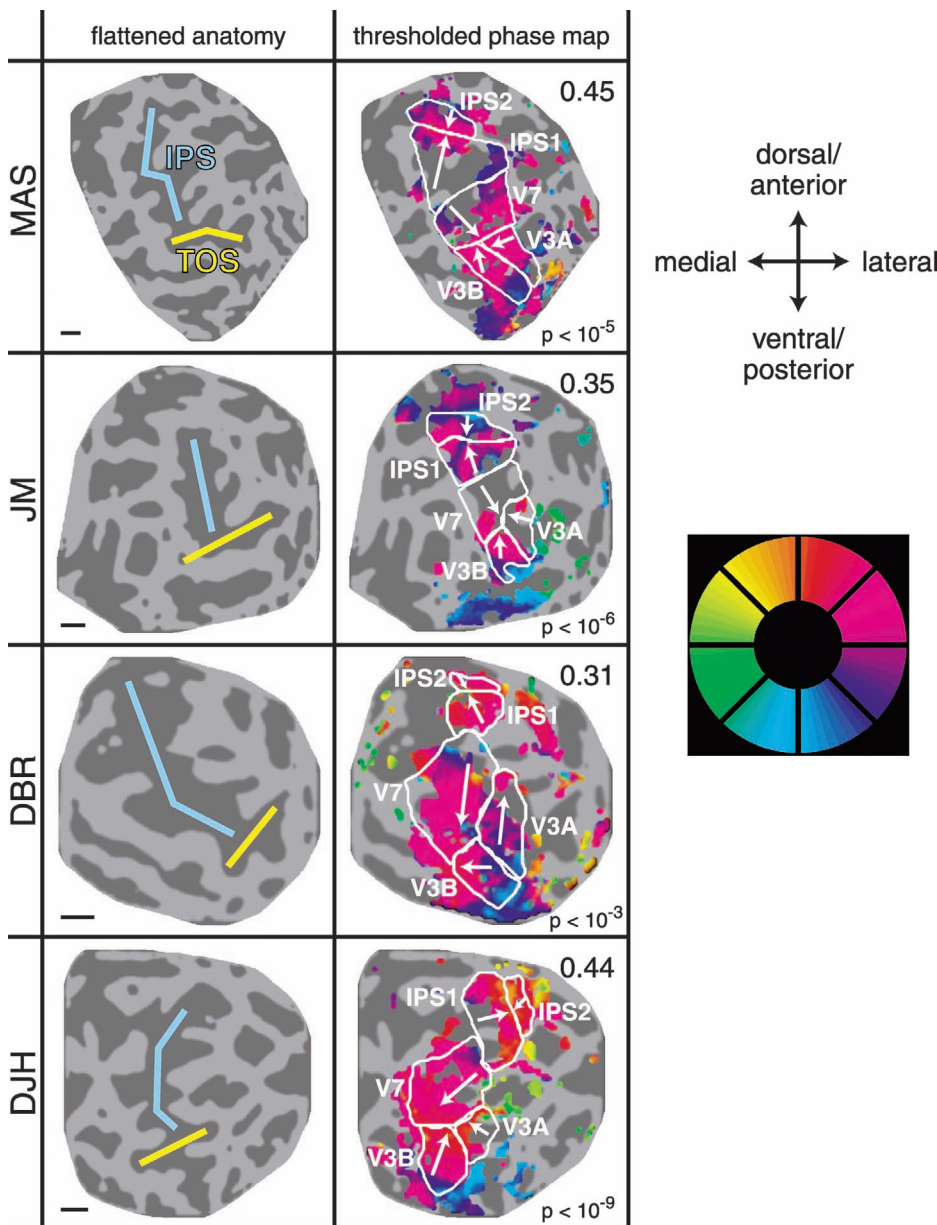 flattened anatomy
thresholded phase map
MAS
IPS
TOS
0.45
IPS2
IPS1
V7
V3A
V3B
p < 10-5
dorsal/
anterior
medial
lateral
ventral/
posterior
JM
0.35
IPS2
IPS1
V7
V3A
V3B
p < 10-6
DBR
0.31
IPS2
IPS1
V7
V3A
V3B
p < 10-3
DJH
0.44
IPS1
IPS2
V7
V3A
V3B
p < 10-9